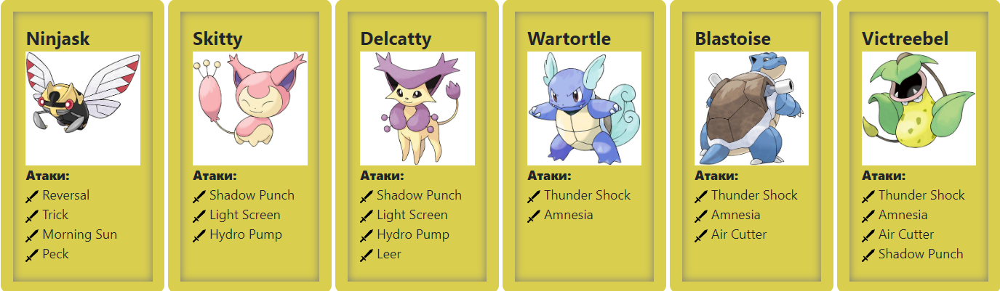 Ninjask
Атаки:
Reversal
Trick
Morning Sun
Peck
Skitty
Атаки:
Shadow Punch
Light Screen
Hydro Pump
Delcatty
Атаки:
Shadow Punch
Light Screen
Hydro Pump
Leer
Wartortle
Атаки:
Thunder Shock
Amnesia
Blastoise
Атаки:
Thunder Shock
Amnesia
Air Cutter
Victreebel
Атаки:
Thunder Shock
Amnesia
Air Cutter
Shadow Punch